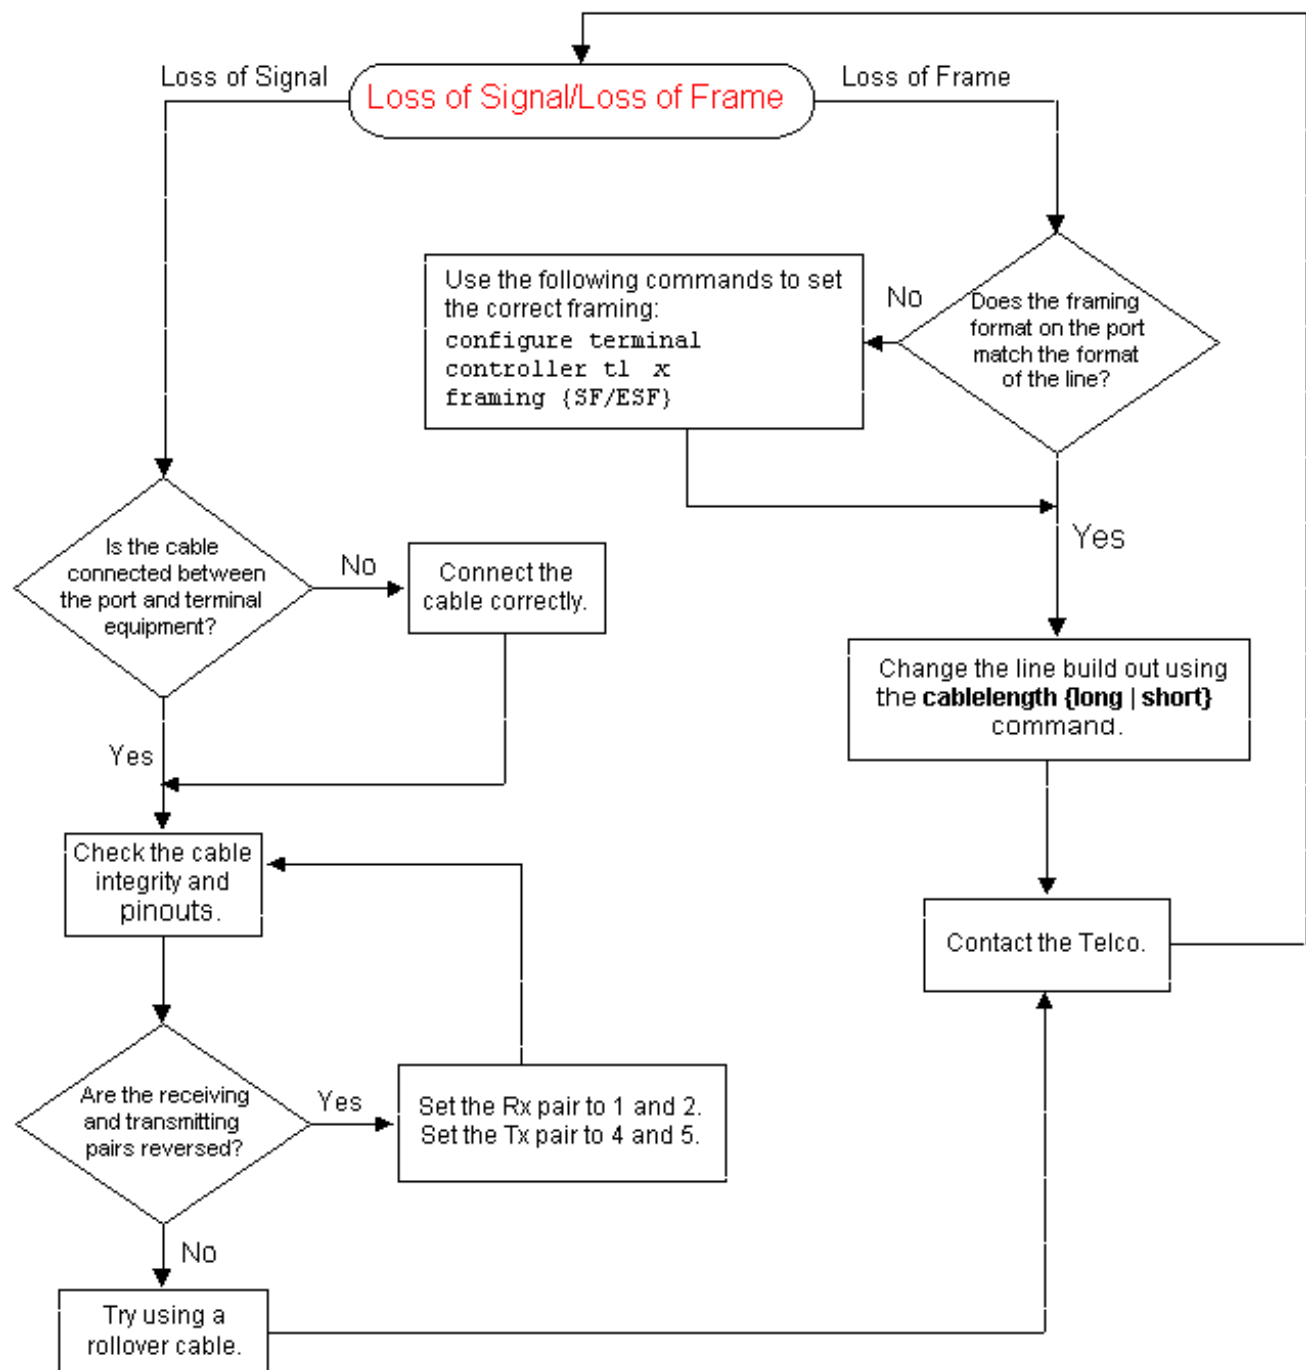 Loss of Signal
Loss of Signal/Loss of Frame
Loss of Frame
Use the following commands to set
the correct framing:
configure terminal
controller tl x
framing {SF/ESF}
No
Does the framing
format on the port
match the format
of the line?
Yes
Is the cable
connected between
the port and terminal
equipment?
No
Connect the
cable correctly.
Yes
Change the line build out using
the cablelength {long | short}
command.
Check the cable
integrity and
pinouts.
Contact the Telco.
Are the receiving
and transmitting
pairs reversed?
Yes
Set the Rx pair to 1 and 2.
Set the Tx pair to 4 and 5.
No
Try using a
rollover cable.